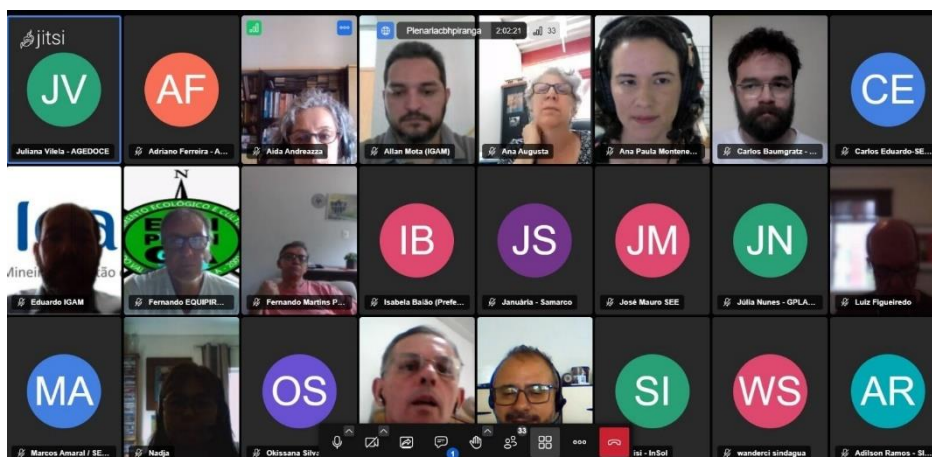 jitsi
Plenariacbhpiranga 2:02:21 33
JV
AF
CE
Juliana Vilela - AGEDOCE
Adriano Ferreira - A...
Aida Andreazza
Allan Mota (IGAM)
Ana Augusta
Ana Paula Montene...
Carlos Baumgratz - ...
Carlos Eduardo-SE...
IB
JS
JM
JN
Eduardo IGAM
Fernando EQUIPIR...
Fernando Martins P...
Isabela Baião (Prefe...
Januária - Samarco
José Mauro SEE
Júlia Nunes - GPLA...
Luiz Figueiredo
MA
OS
SI
WS
AR
Marcos Amaral / SE...
Nadja
Okissana Silva
isi - InSol
wanderci sindagua
Adilson Ramos - SI...
1
33